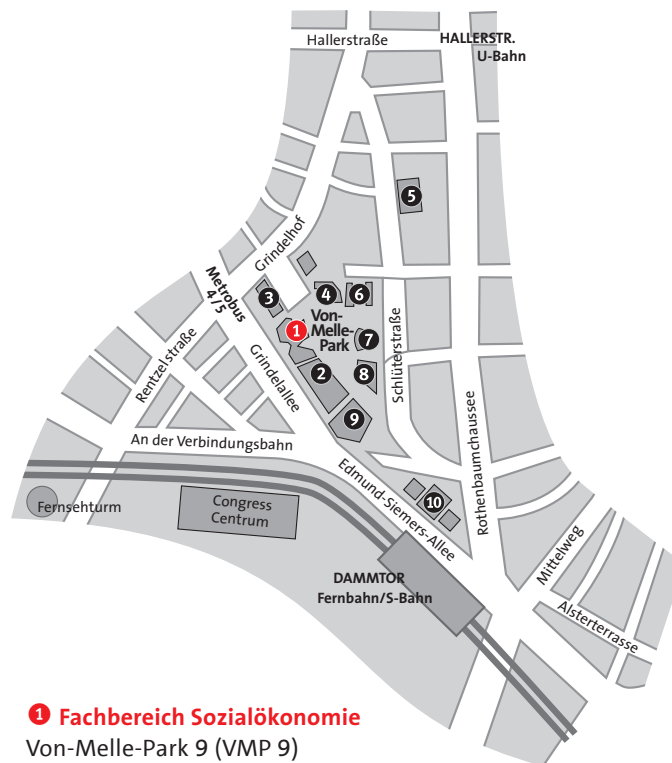 Hallerstraße
HALLERSTR.
U-Bahn
5
Grindelhof
Metrobus
4/5
3
4
6
1
Von-
Melle-
Park
7
2
8
9
Schlüterstraße
Rentzelstraße
Grindelallee
An der Verbindungsbahn
Rothenbaumchaussee
Edmund-Siemers-Allee
10
Fernsehturm
Congress
Centrum
Mittelweg
DAMMTOR
Fernbahn/S-Bahn
Alsterterrasse
1 Fachbereich Sozialökonomie
Von-Melle-Park 9 (VMP 9)